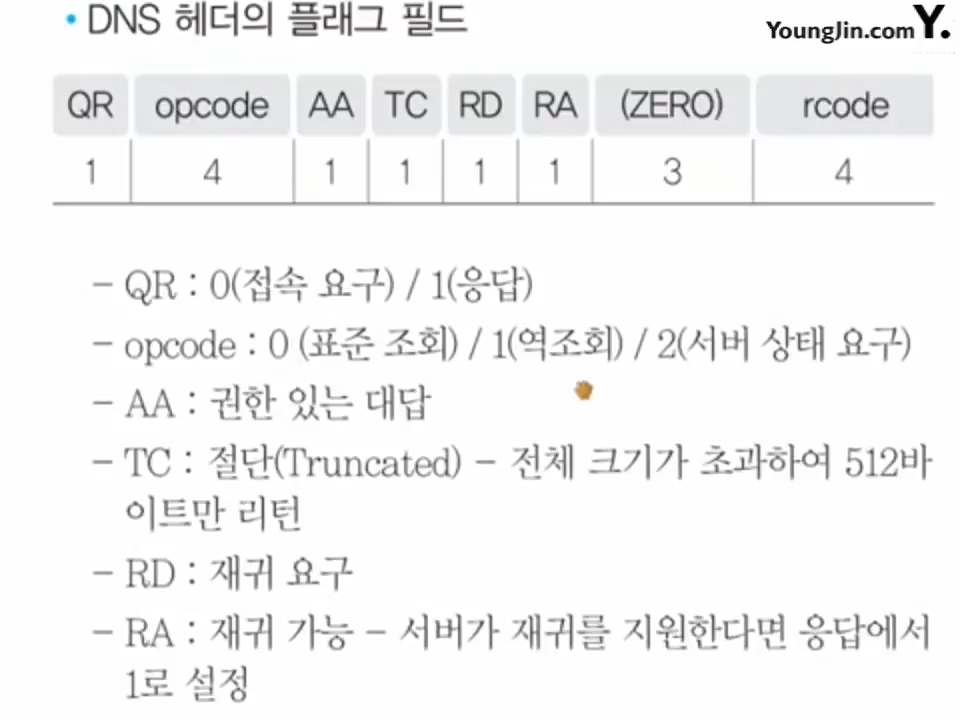 • DNS 헤더의 플래그 필드
YoungJin.com Y.
QR opcode AA TC RD RA (ZERO) rcode
1 4 1 1 1 1 3 4
– QR : 0(접속 요구) / 1(응답)
– opcode : 0 (표준 조회) / 1(역조회) / 2(서버 상태 요구)
– AA : 권한 있는 대답
– TC : 절단(Truncated) – 전체 크기가 초과하여 512바
이트만 리턴
– RD : 재귀 요구
– RA : 재귀 가능 – 서버가 재귀를 지원한다면 응답에서
1로 설정